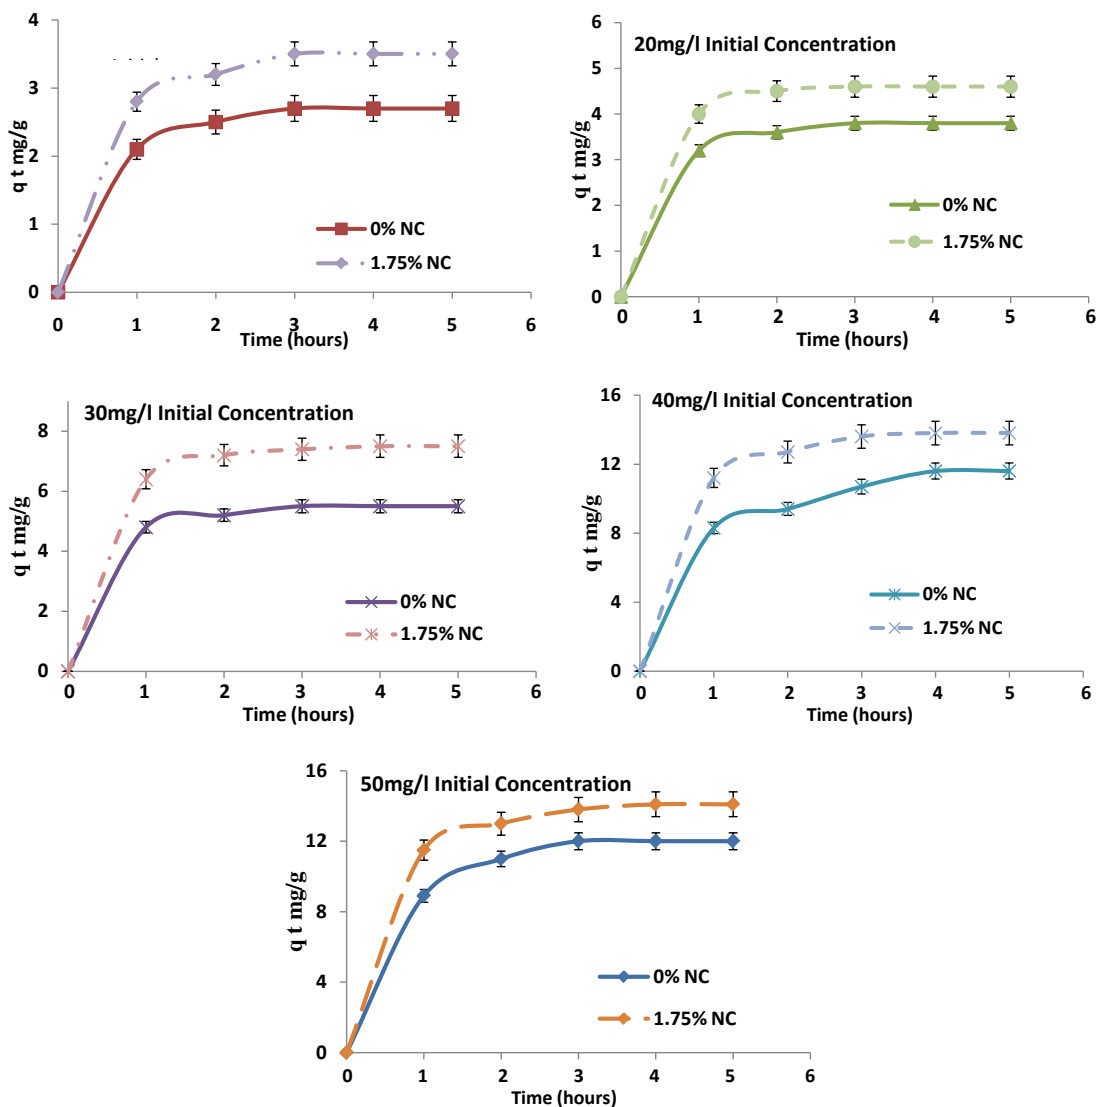 4
3
2
1
0
q t mg/g
0% NC
1.75% NC
0 1 2 3 4 5 6
Time (hours)
20mg/l Initial Concentration
6
5
4
3
2
1
0
q t mg/g
0% NC
1.75% NC
0 1 2 3 4 5 6
Time (hours)
30mg/l Initial Concentration
8
6
4
2
0
q t mg/g
0% NC
1.75% NC
0 1 2 3 4 5 6
Time (hours)
40mg/l Initial Concentration
16
12
8
4
0
q t mg/g
0% NC
1.75% NC
0 1 2 3 4 5 6
Time (hours)
50mg/l Initial Concentration
16
12
8
4
0
q t mg/g
0% NC
1.75% NC
0 1 2 3 4 5 6
Time (hours)